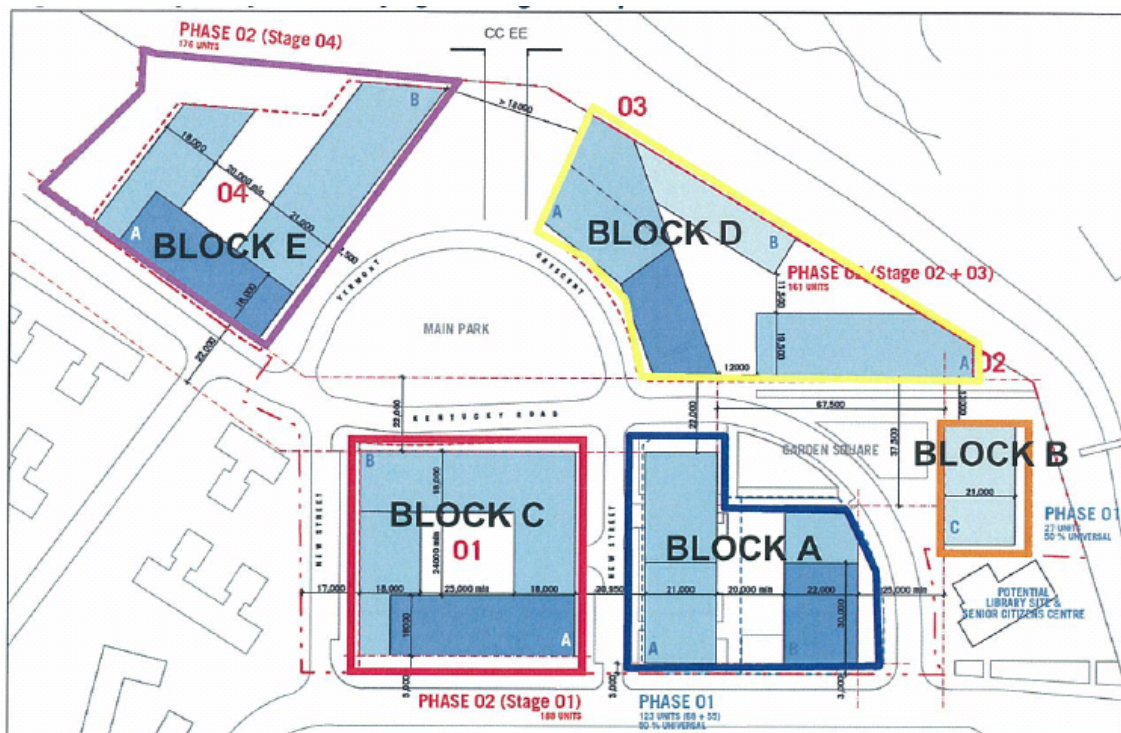 PHASE 02 (Stage 04)
176 UNITS
CC EE
> 18000
03
B
18,000
20,000 min
04
21,000
A
BLOCK E
18,000
22,000
VERMONT
CRESCENT
MAIN PARK
A
BLOCK D
B
PHASE 02 (Stage 02 + 03)
161 UNITS
11,500
19,500
12000
A
02
67,500
22,000
KENTUCKY ROAD
22,000
GARDEN SQUARE
37,500
BLOCK B
21,000
C
PHASE 01
27 UNITS
50 % UNIVERSAL
B
18,000
BLOCK C
01
24000 min
NEW STREET
NEW STREET
BLOCK A
17,000
18,000
25,000 min
18,000
20,950
21,000
20,000 min
22,000
25,000 min
18000
30,000
A
A
B
5,000
3,000
3,000
POTENTIAL
LIBRARY SITE &
SENIOR CITIZENS CENTRE
PHASE 02 (Stage 01)
PHASE 01
123 UNITS (68 + 55)
50 % UNIVERSAL